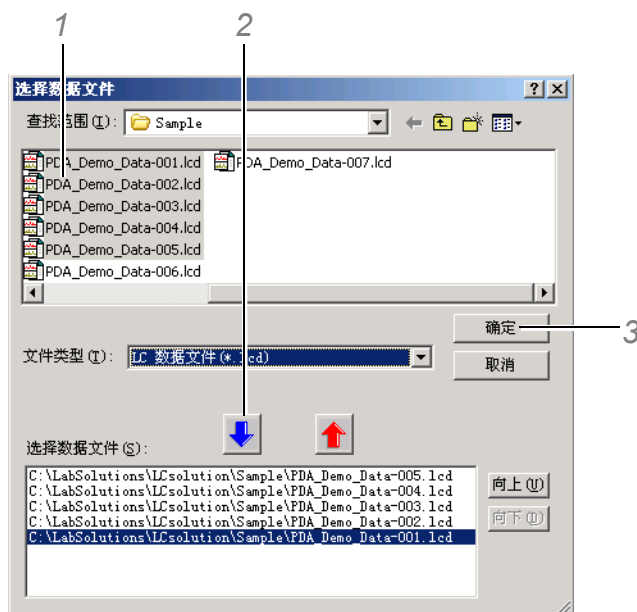 1 2
选择数据文件
查找范围(I): Sample
PDA_Demo_Data-001.lcd PDA_Demo_Data-007.lcd
PDA_Demo_Data-002.lcd
PDA_Demo_Data-003.lcd
PDA_Demo_Data-004.lcd
PDA_Demo_Data-005.lcd
PDA_Demo_Data-006.lcd
确定 3
文件类型(T): LC 数据文件(*.lcd)
取消
选择数据文件(S):
C:\LabSolutions\LCsolution\Sample\PDA_Demo_Data-005.lcd
C:\LabSolutions\LCsolution\Sample\PDA_Demo_Data-004.lcd
C:\LabSolutions\LCsolution\Sample\PDA_Demo_Data-003.lcd
C:\LabSolutions\LCsolution\Sample\PDA_Demo_Data-002.lcd
C:\LabSolutions\LCsolution\Sample\PDA_Demo_Data-001.lcd
向上(U)
向下(D)